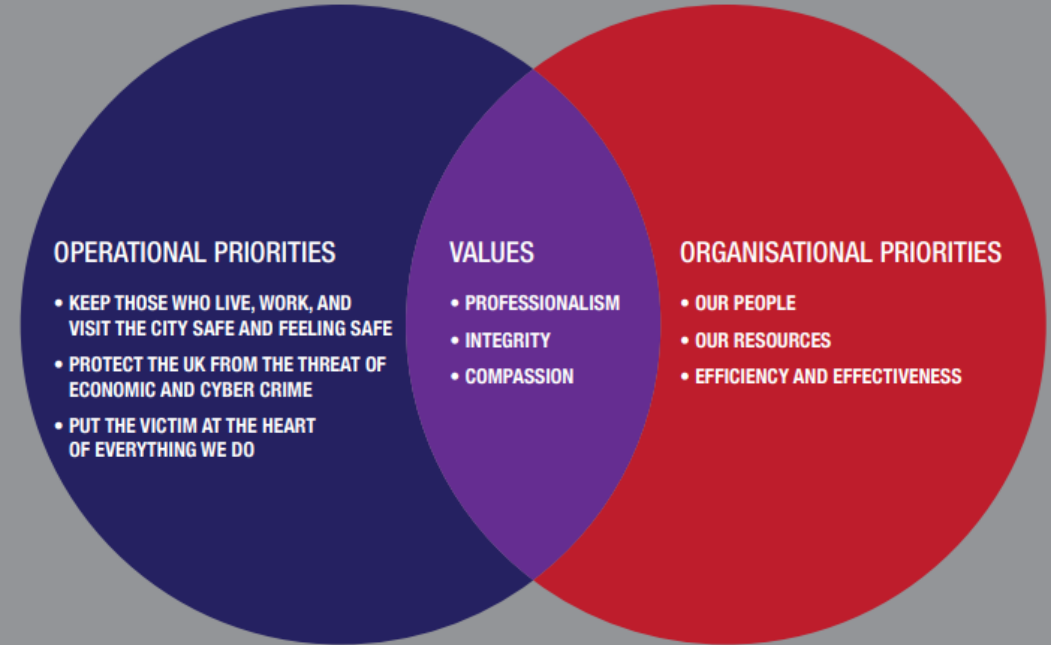 OPERATIONAL PRIORITIES
• KEEP THOSE WHO LIVE, WORK, AND
VISIT THE CITY SAFE AND FEELING SAFE
• PROTECT THE UK FROM THE THREAT OF
ECONOMIC AND CYBER CRIME
• PUT THE VICTIM AT THE HEART
OF EVERYTHING WE DO
VALUES
• PROFESSIONALISM
• INTEGRITY
• COMPASSION
ORGANISATIONAL PRIORITIES
• OUR PEOPLE
• OUR RESOURCES
• EFFICIENCY AND EFFECTIVENESS